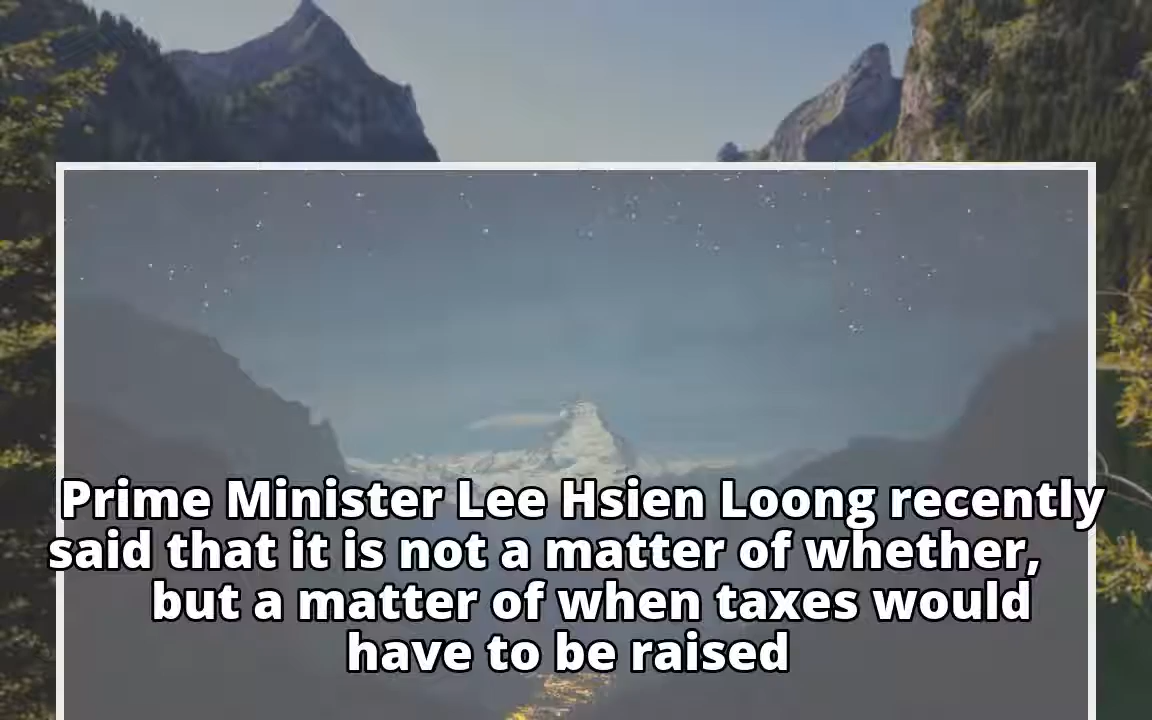 Prime Minister Lee Hsien Loong recently
said that it is not a matter of whether,
but a matter of when taxes would
have to be raised